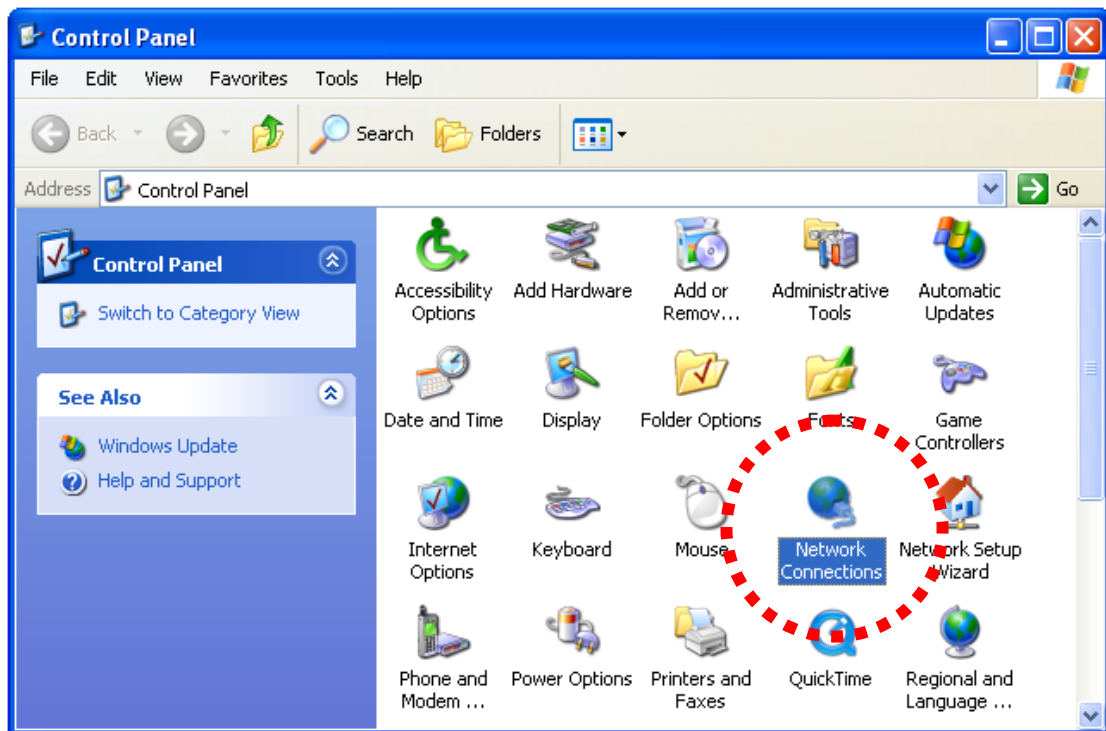 Control Panel
File Edit View Favorites Tools Help
Back Search Folders
Address Control Panel Go
Control Panel
Switch to Category View
See Also
Windows Update
Help and Support
Accessibility Options
Add Hardware
Add or Remov...
Administrative Tools
Automatic Updates
Date and Time
Display
Folder Options
Fonts
Game Controllers
Internet Options
Keyboard
Mouse
Network Connections
Network Setup Wizard
Phone and Modem ...
Power Options
Printers and Faxes
QuickTime
Regional and Language ...